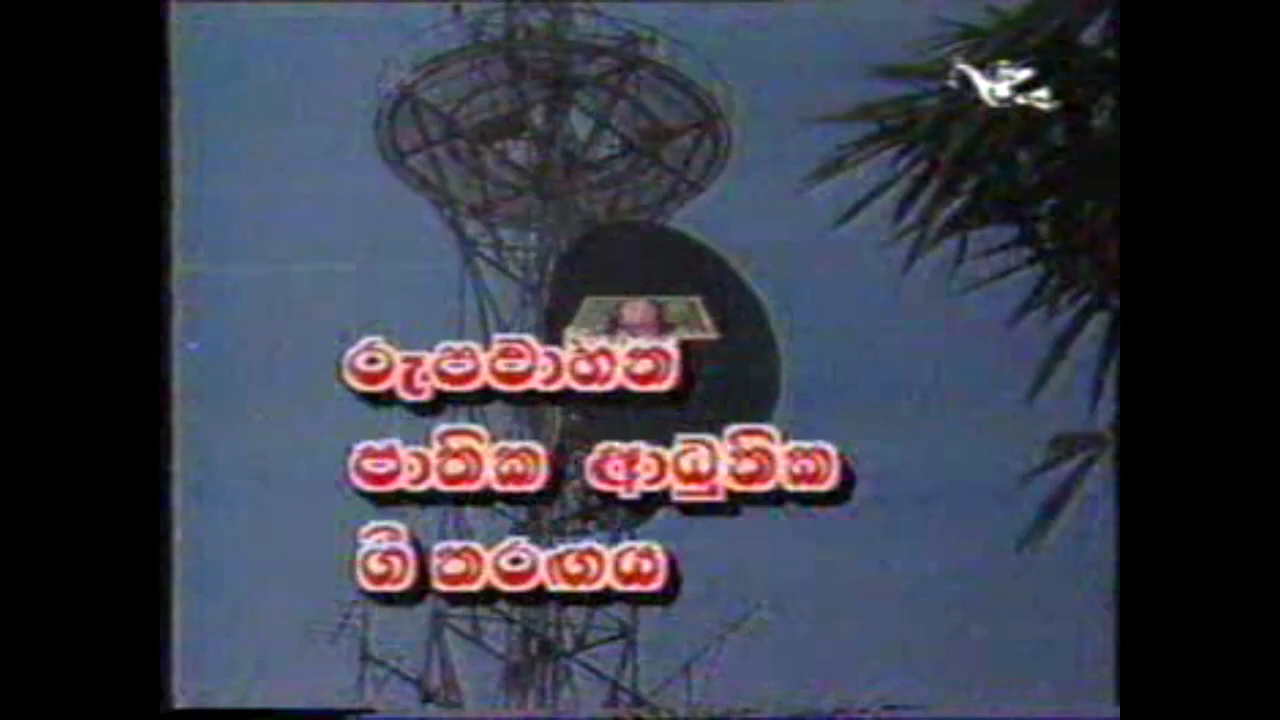 රූපවාහිනී
ජාතික ආධුනික
ගී තරඟය